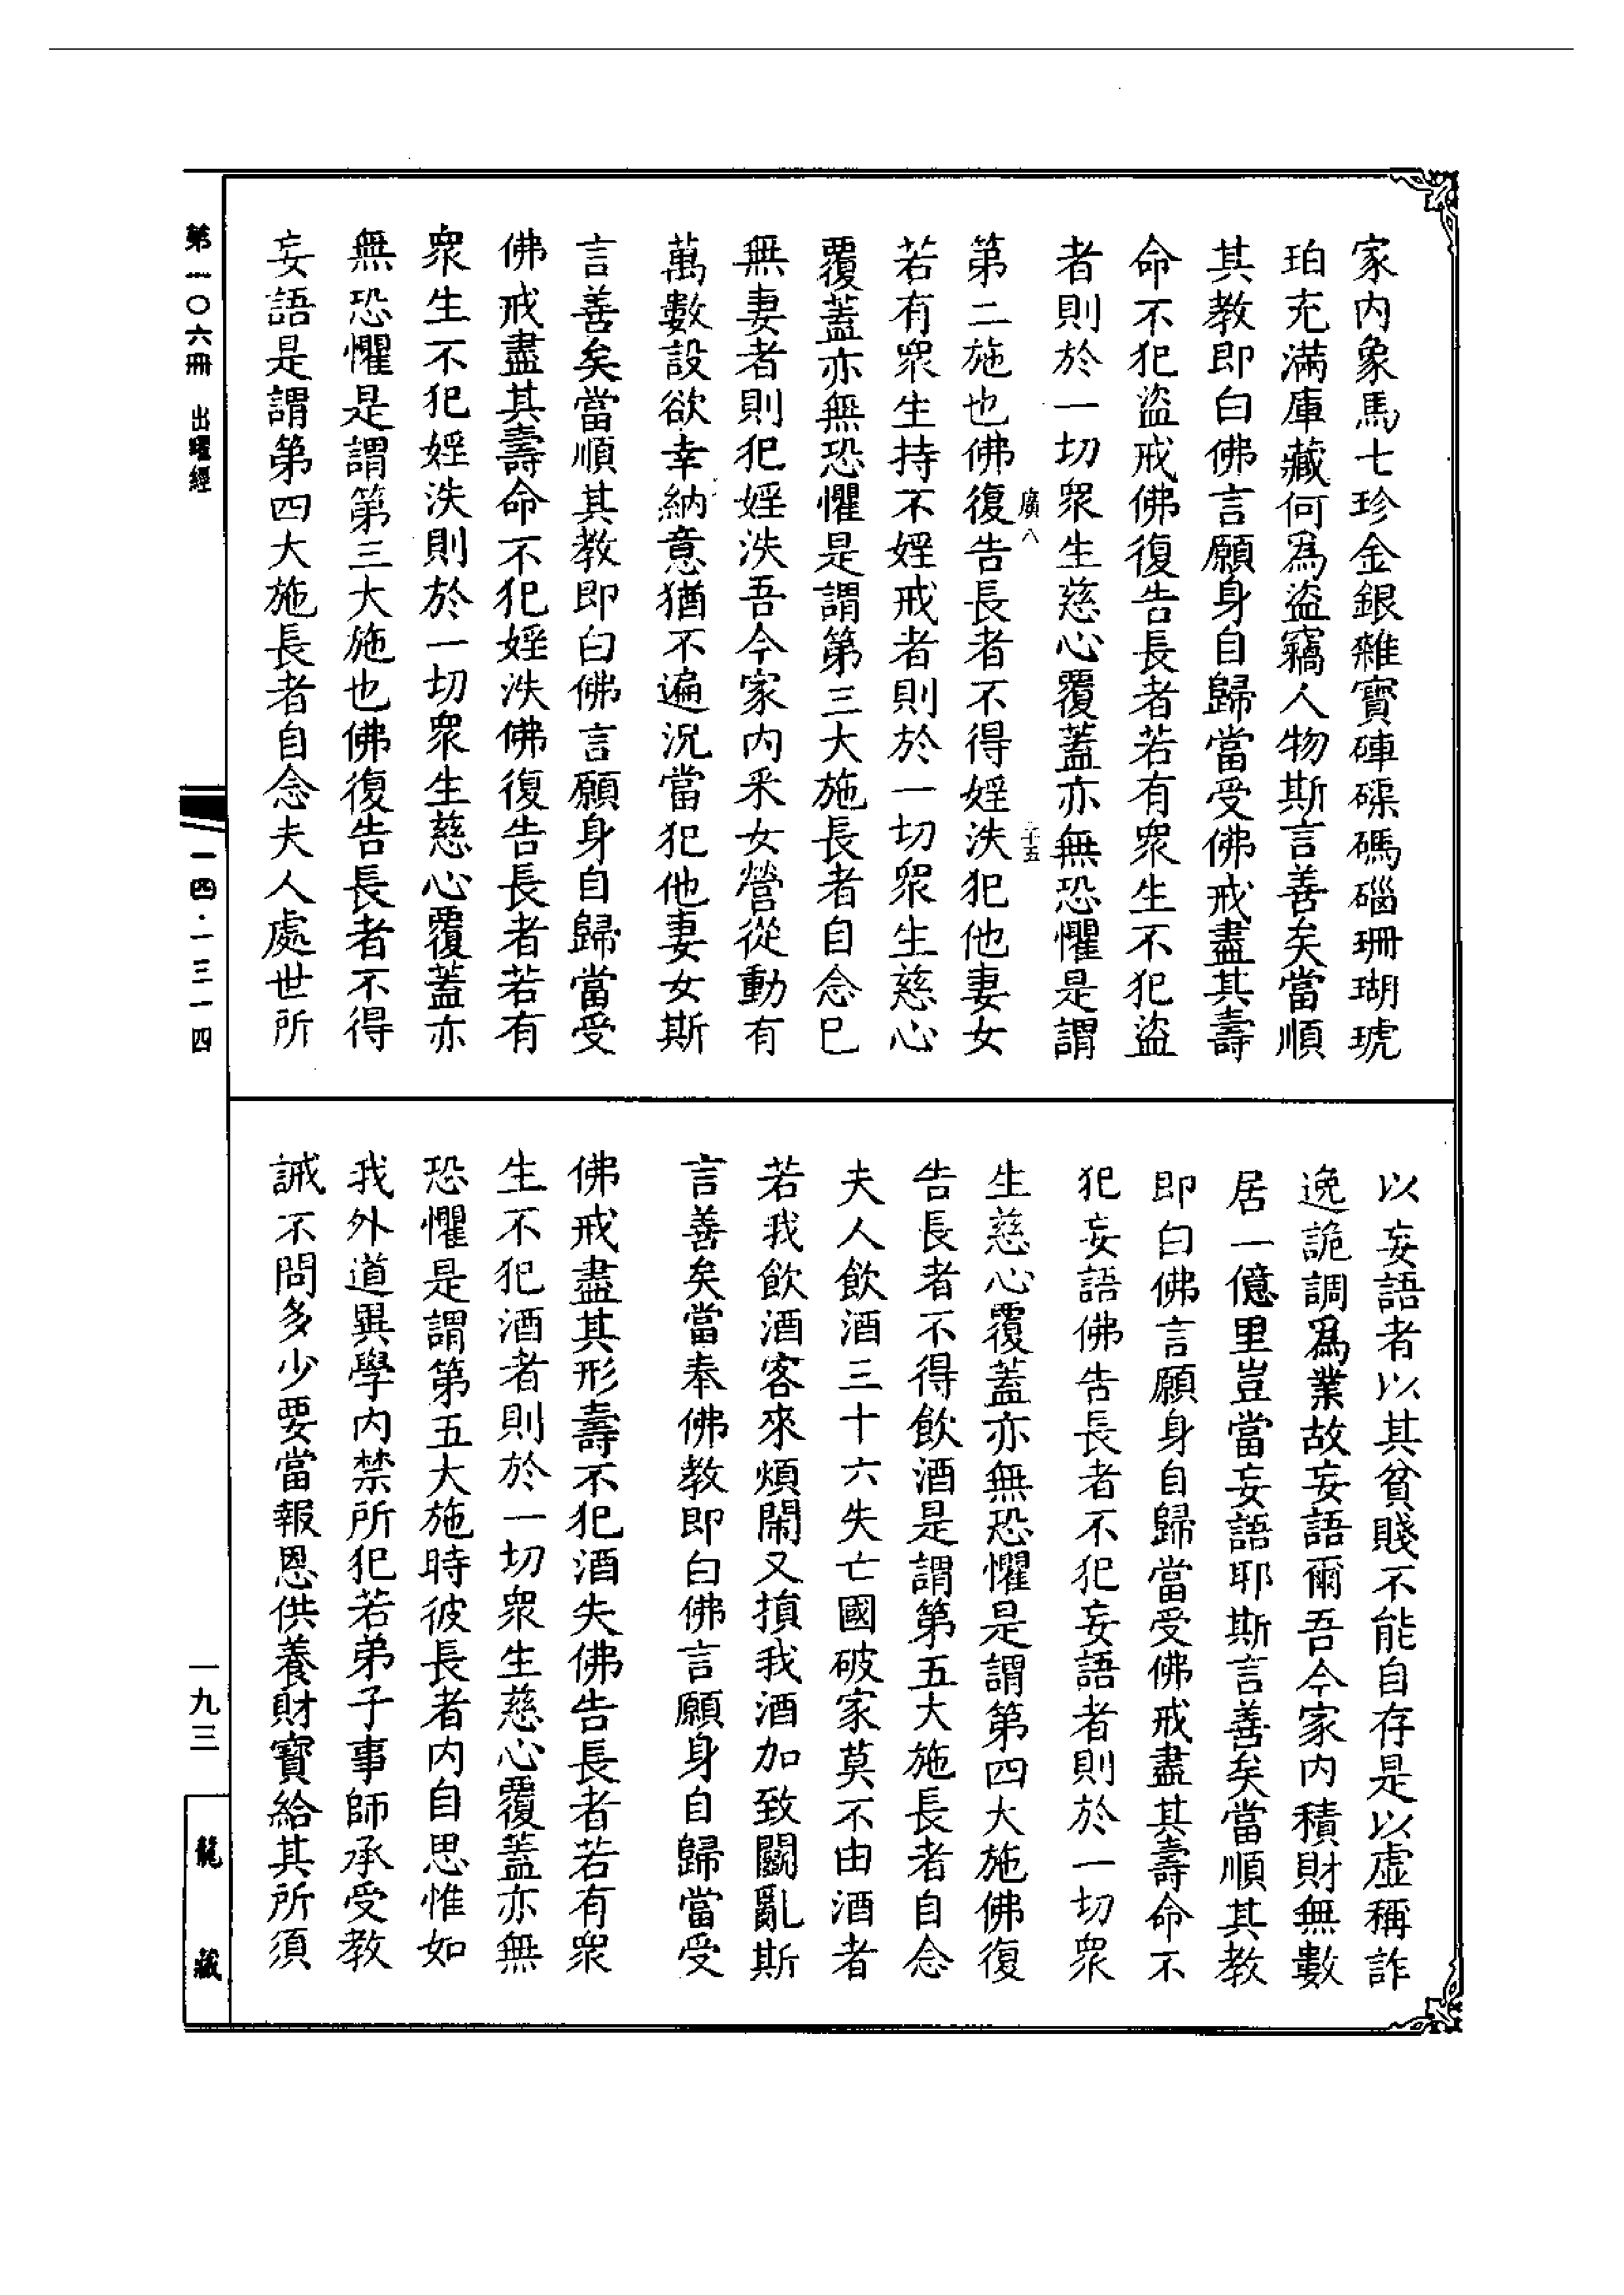 家內象馬七珍金銀雜寶硨磲碼碯珊瑚琥
珀充滿庫藏何爲盜竊人物斯言善矣當順
其教即白佛言願身自歸當受佛戒盡其壽
命不犯盜戒佛復告長者若有衆生不犯盜
者則於一切衆生慈心覆蓋亦無恐懼是謂
廣八
第二施也佛復告長者不得婬泆犯他妻女
若有衆生持不婬戒者則於一切衆生慈心
覆蓋亦無恐懼是謂第三大施長者自念已
無妻者則犯婬泆吾今家內釆女營從動有
萬數設欲幸納意猶不遍況當犯他妻女斯
言善矣當順其教即白佛言願身自歸當受
佛戒盡其壽命不犯婬泆佛復告長者若有
衆生不犯婬泆則於一切衆生慈心覆蓋亦
無恐懼是謂第三大施也佛復告長者不得
妄語是謂第四大施長者自念夫人處世所
以妄語者以其貧賤不能自存是以虛稱詐
逸詭調爲業故妄語爾吾今家內積財無數
居一億里豈當妄語耶斯言善矣當順其教
即白佛言願身自歸當受佛戒盡其壽命不
犯妄語佛告長者不犯妄語者則於一切衆
生慈心覆蓋亦無恐懼是謂第四大施佛復
告長者不得飲酒是謂第五大施長者自念
夫人飲酒三十六失亡國破家莫不由酒者
若我飲酒客來煩鬧又損我酒加致鬭亂斯
言善矣當奉佛教即白佛言願身自歸當受
佛戒盡其形壽不犯酒失佛告長者若有衆
生不犯酒者則於一切衆生慈心覆蓋亦無
恐懼是謂第五大施時彼長者內自思惟如
我外道異學內禁所犯若弟子事師承受教
誡不問多少要當報恩供養財寶給其所須
第一〇六冊 出曜經
一四·一三一四
一九三
龍藏